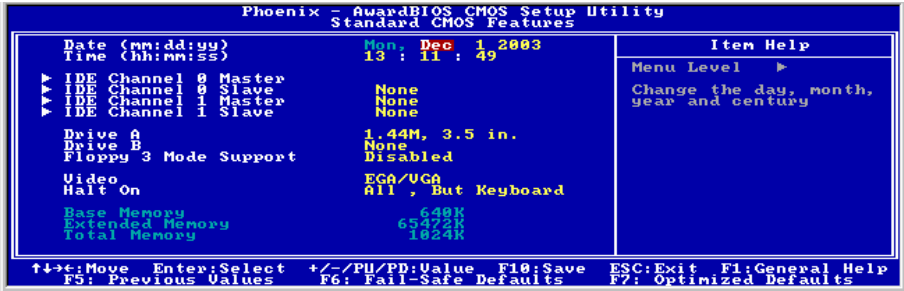 Phoenix - AwardBIOS CMOS Setup Utility
Standard CMOS Features
Date (mm:dd:yy) Mon, Dec 1 2003
Time (hh:mm:ss) 13 : 11 : 49
► IDE Channel 0 Master
► IDE Channel 0 Slave None
► IDE Channel 1 Master None
► IDE Channel 1 Slave None
Drive A 1.44M, 3.5 in.
Drive B None
Floppy 3 Mode Support Disabled
Video EGA/VGA
Halt On All , But Keyboard
Base Memory 640K
Extended Memory 65472K
Total Memory 1024K
Item Help
Menu Level ►
Change the day, month,
year and century
↑↓→←:Move Enter:Select +/-/PU/PD:Value F10:Save ESC:Exit F1:General Help
F5: Previous Values F6: Fail-Safe Defaults F7: Optimized Defaults